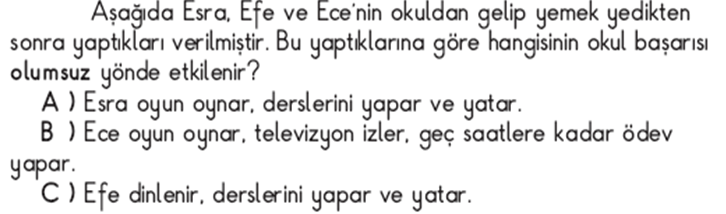 Aşağıda Esra, Efe ve Ece'nin okuldan gelip yemek yedikten
sonra yaptıkları verilmiştir. Bu yaptıklarına göre hangisinin okul başarısı
olumsuz yönde etkilenir?
A ) Esra oyun oynar, derslerini yapar ve yatar.
B ) Ece oyun oynar, televizyon izler, geç saatlere kadar ödev
yapar.
C ) Efe dinlenir, derslerini yapar ve yatar.